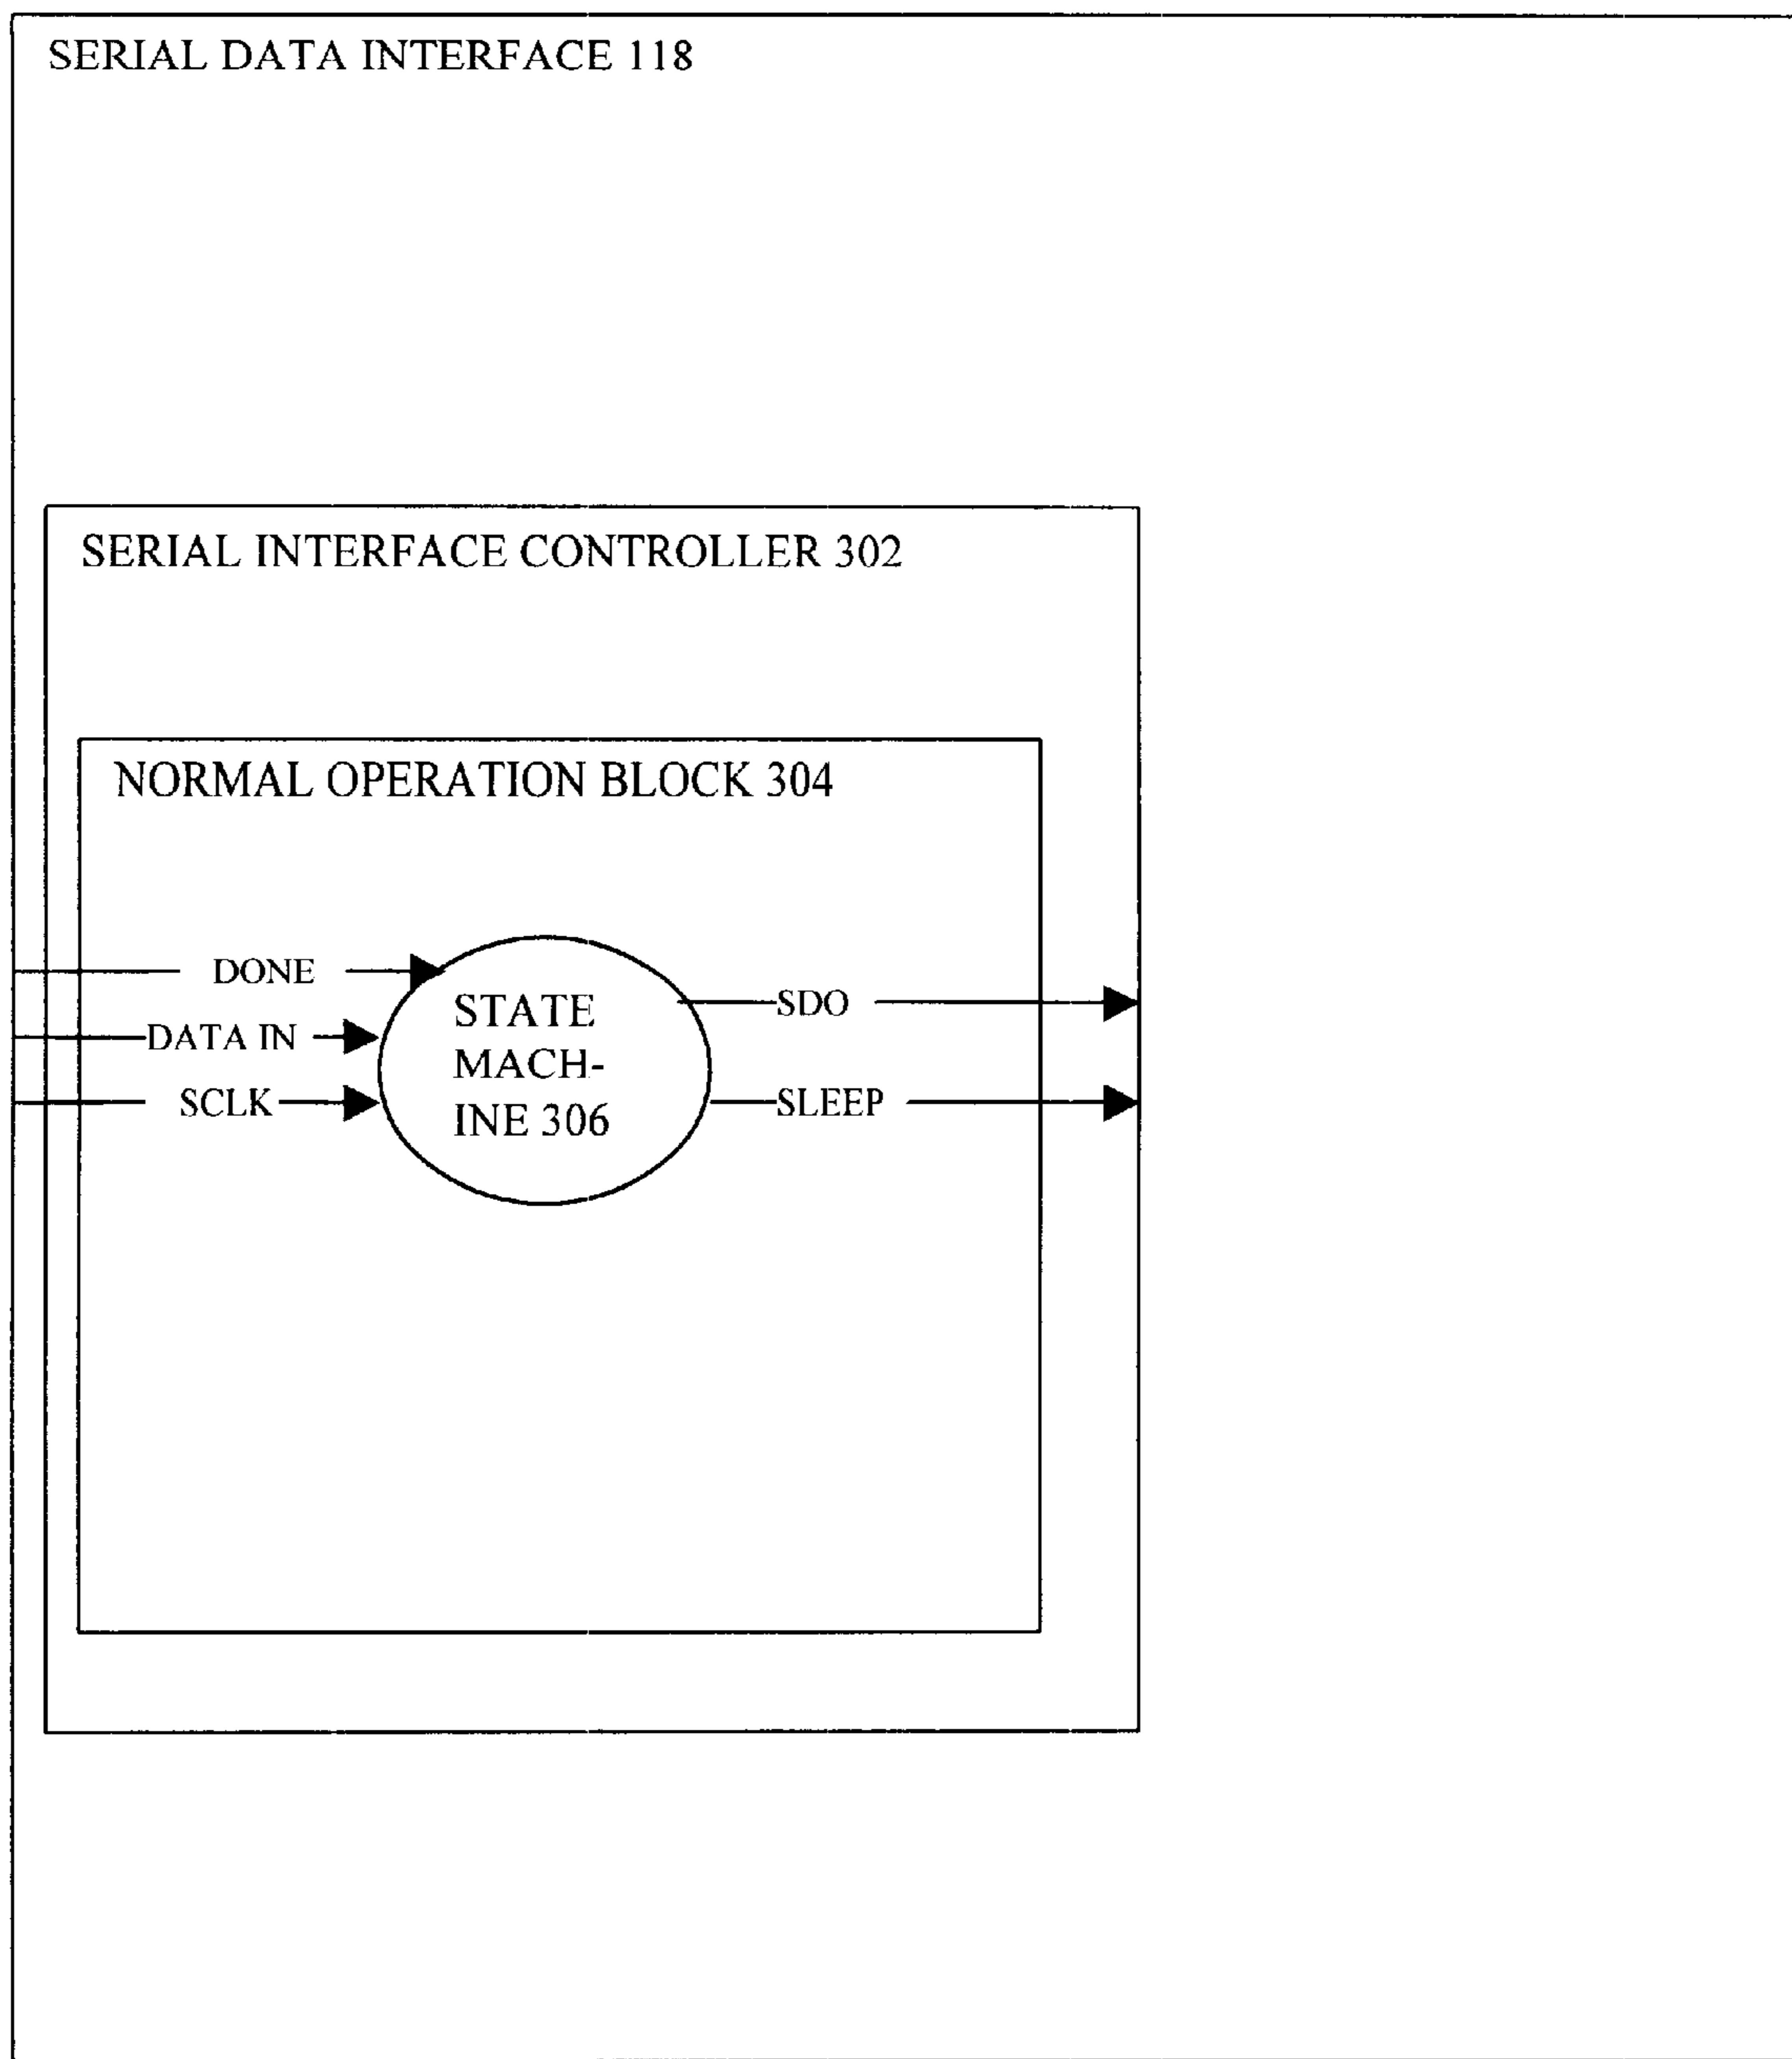 SERIAL DATA INTERFACE 118
SERIAL INTERFACE CONTROLLER 302
NORMAL OPERATION BLOCK 304
DONE
DATA IN
SCLK
STATE
MACH-
INE 306
SDO
SLEEP